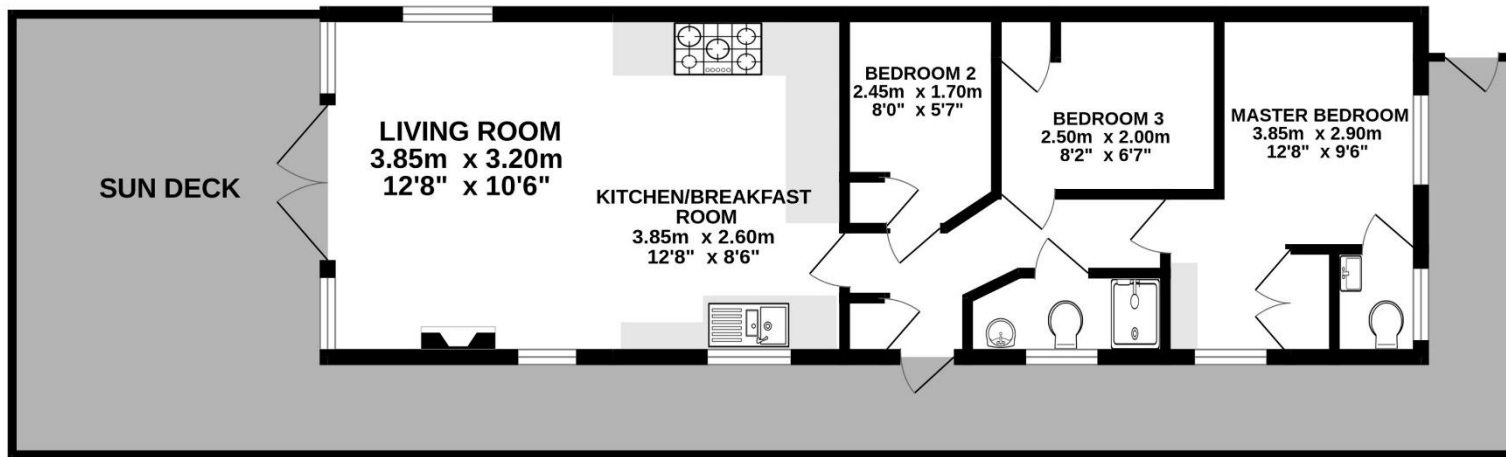 SUN DECK
LIVING ROOM
3.85m x 3.20m
12'8" x 10'6"
KITCHEN/BREAKFAST
ROOM
3.85m x 2.60m
12'8" x 8'6"
BEDROOM 2
2.45m x 1.70m
8'0" x 5'7"
BEDROOM 3
2.50m x 2.00m
8'2" x 6'7"
MASTER BEDROOM
3.85m x 2.90m
12'8" x 9'6"